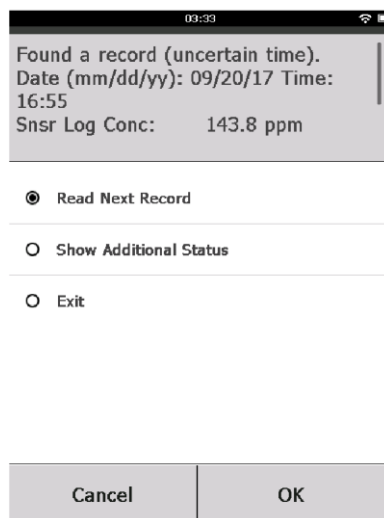 03:33
Found a record (uncertain time).
Date (mm/dd/yy): 09/20/17 Time:
16:55
Snsr Log Conc: 143.8 ppm
Read Next Record
Show Additional Status
Exit
Cancel OK